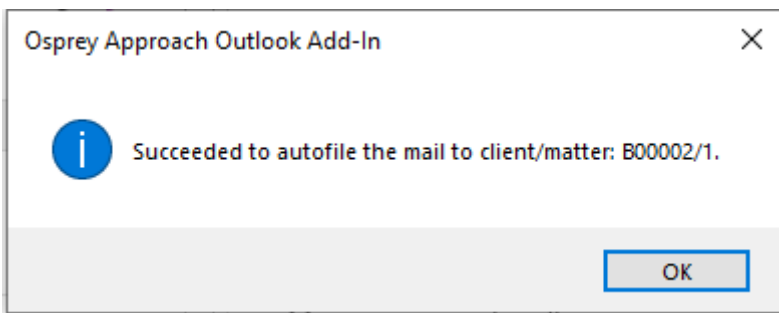 Osprey Approach Outlook Add-In
Succeeded to autofile the mail to client/matter: B00002/1.
OK